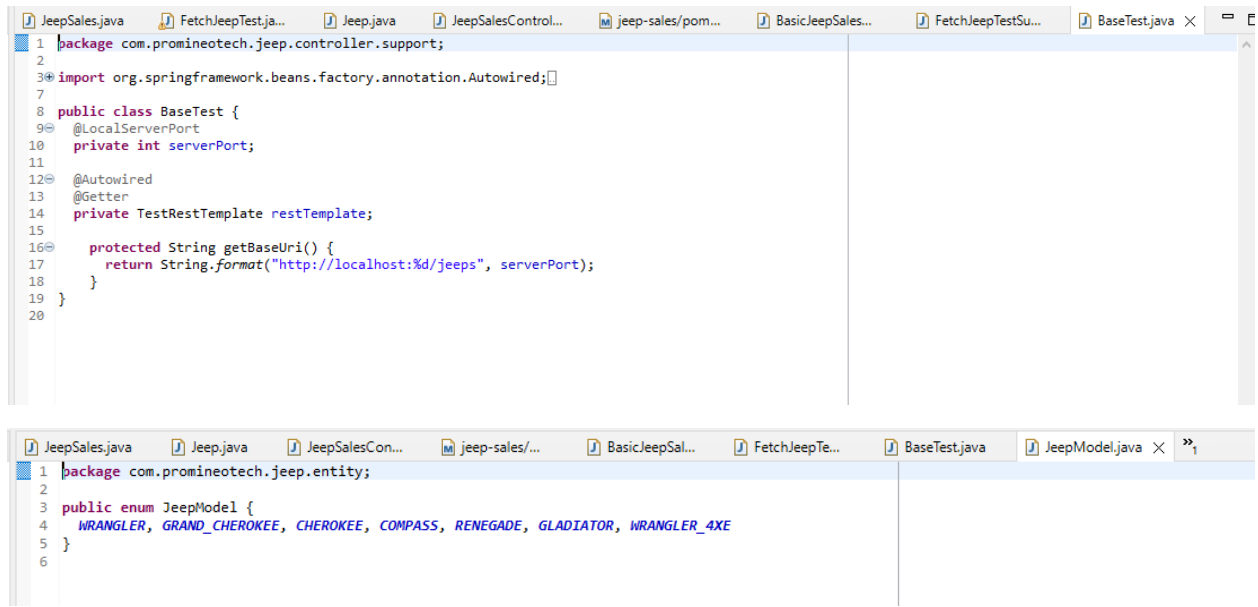 JeepSales.java FetchJeepTest.ja... Jeep.java JeepSalesControl... jeep-sales/pom... BasicJeepSales... FetchJeepTestSu... BaseTest.java
1 package com.promineotech.jeep.controller.support;
2
3 import org.springframework.beans.factory.annotation.Autowired;
7
8 public class BaseTest {
9 @LocalServerPort
10 private int serverPort;
11
12 @Autowired
13 @Getter
14 private TestRestTemplate restTemplate;
15
16 protected String getBaseUri() {
17 return String.format("http://localhost:%d/jeeps", serverPort);
18 }
19 }
20
JeepSales.java Jeep.java JeepSalesCon... jeep-sales/... BasicJeepSal... FetchJeepTe... BaseTest.java JeepModel.java »1
1 package com.promineotech.jeep.entity;
2
3 public enum JeepModel {
4 WRANGLER, GRAND_CHEROKEE, CHEROKEE, COMPASS, RENEGADE, GLADIATOR, WRANGLER_4XE
5 }
6